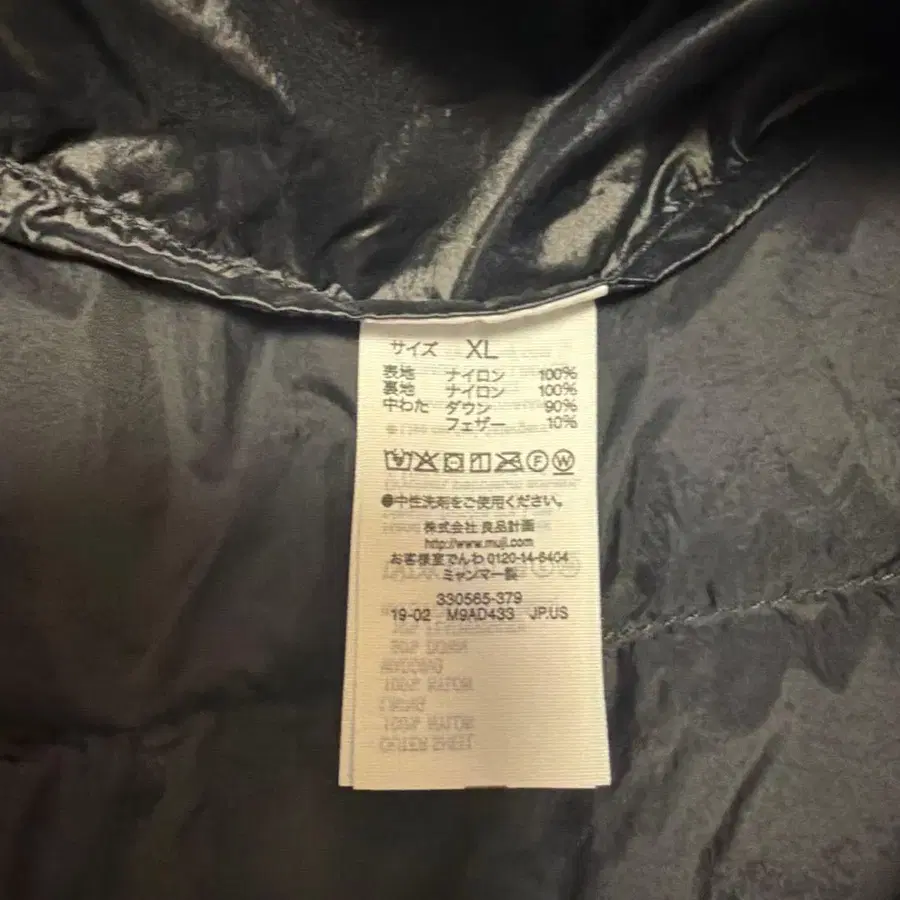 サイズ XL
表地 ナイロン 100%
裏地 ナイロン 100%
中わた ダウン 90%
フェザー 10%
F W
●中性洗剤をご使用ください。
株式会社 良品計画
http://www.muji.com
お客様室でんわ 0120-14-6404
ミャンマー製
330565-379
19-02 M9AD433 JP.US